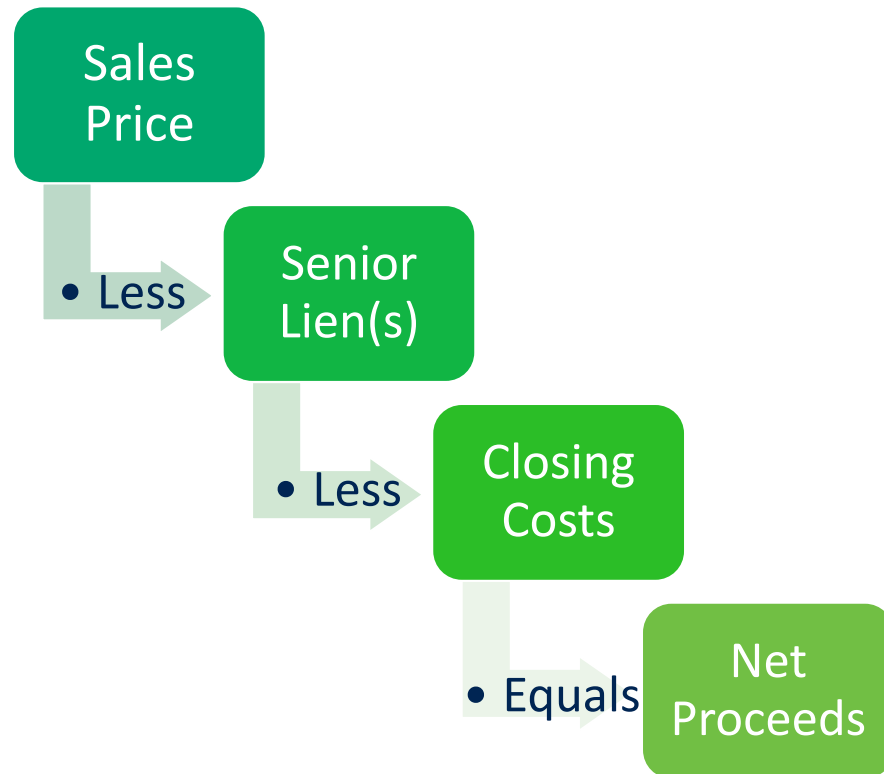 Sales
Price
• Less
Senior
Lien(s)
• Less
Closing
Costs
• Equals
Net
Proceeds